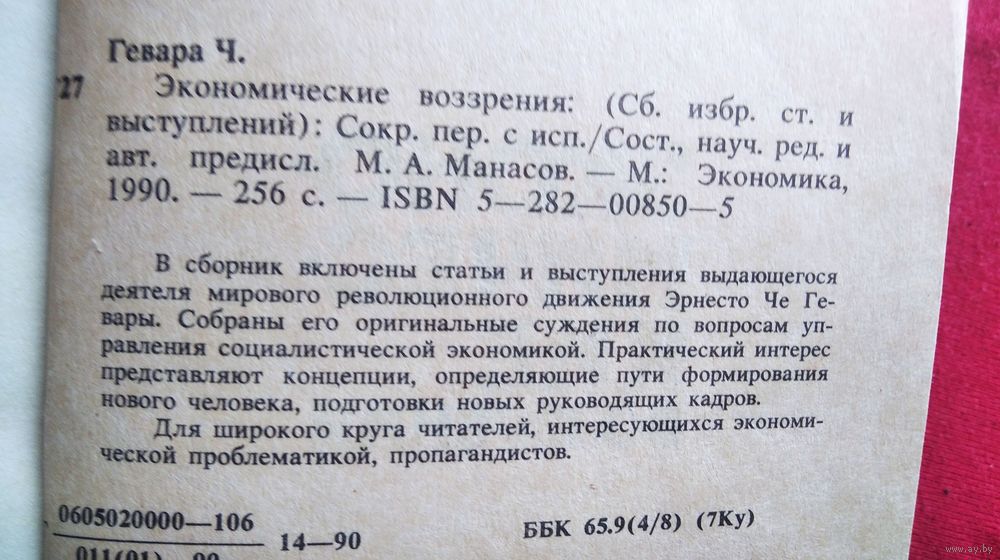 Гевара Ч.
27 Экономические воззрения: (Сб. избр. ст. и
выступлений): Сокр. пер. с исп./Сост., науч. ред. и
авт. предисл. М. А. Манасов. — М.: Экономика,
1990. — 256 с. — ISBN 5—282—00850—5
В сборник включены статьи и выступления выдающегося
деятеля мирового революционного движения Эрнесто Че Ге-
вары. Собраны его оригинальные суждения по вопросам уп-
равления социалистической экономикой. Практический интерес
представляют концепции, определяющие пути формирования
нового человека, подготовки новых руководящих кадров.
Для широкого круга читателей, интересующихся экономи-
ческой проблематикой, пропагандистов.
0605020000—106
14—90
ББК 65.9(4/8) (7Ку)
www.ay.by